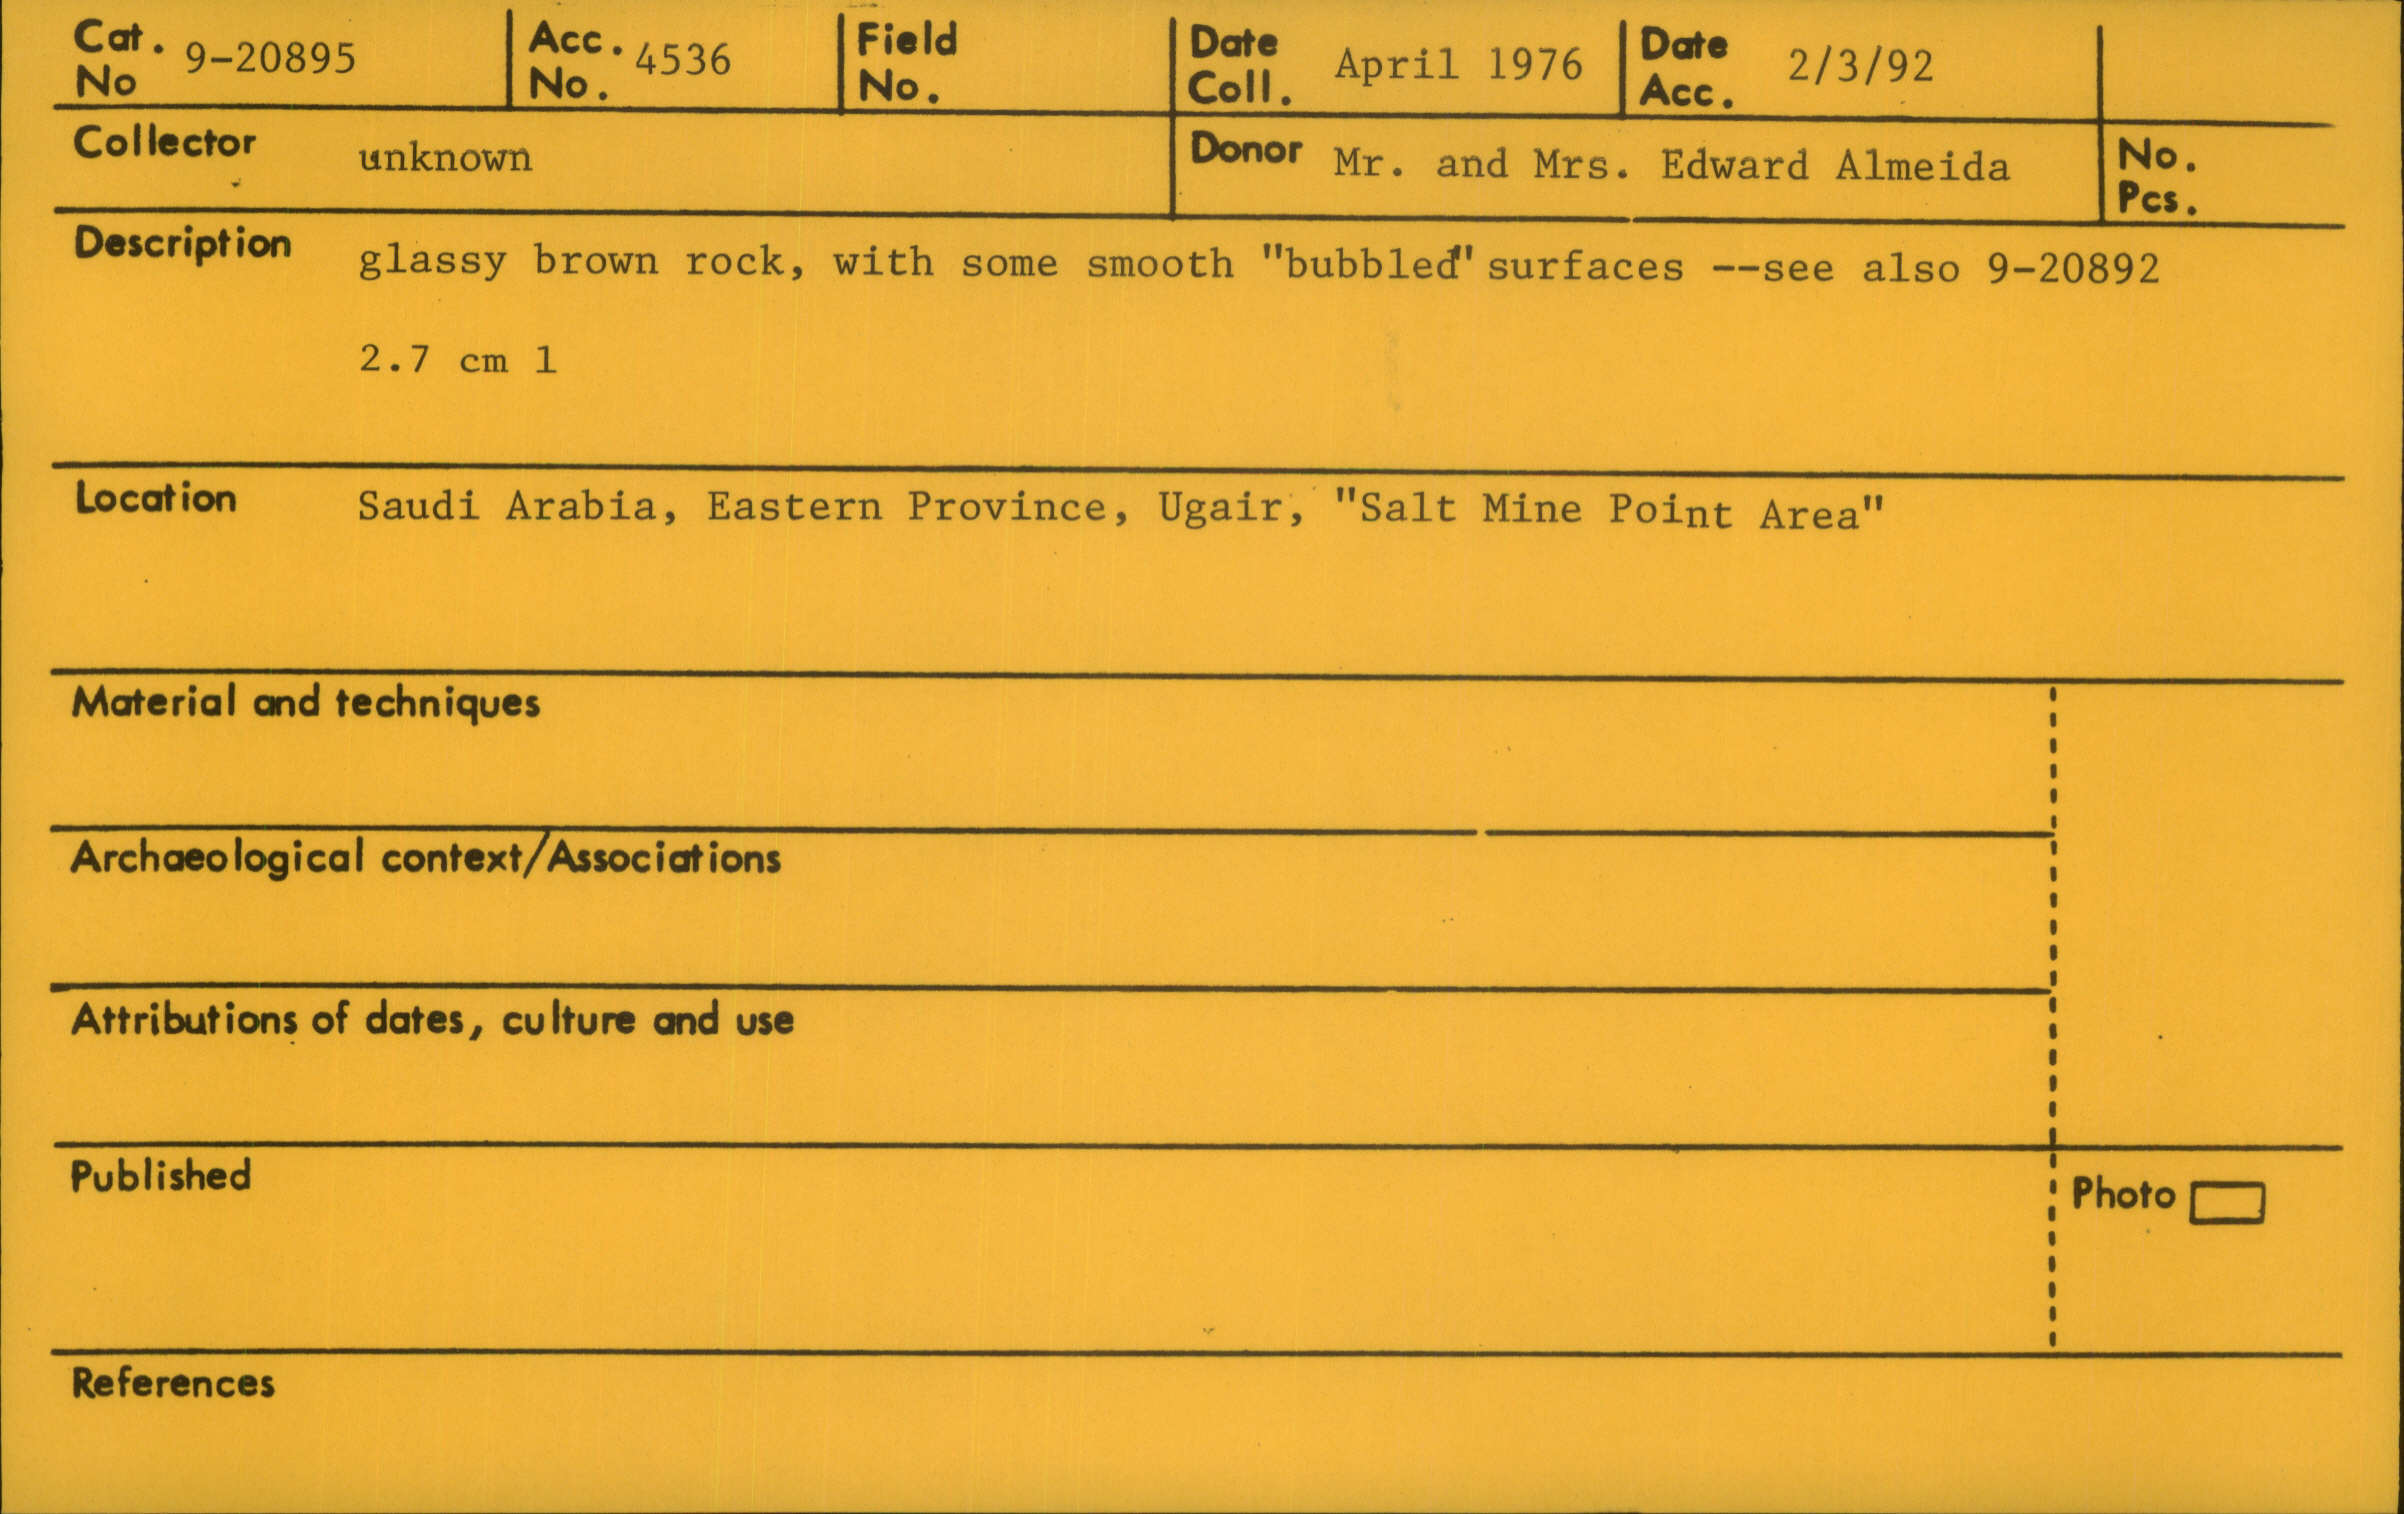 Cat. No 9-20895 Acc. No. 4536 Field No. Date Coll. April 1976 Date Acc. 2/3/92
Collector unknown Donor Mr. and Mrs. Edward Almeida No. Pcs.
Description glassy brown rock, with some smooth "bubbled" surfaces --see also 9-20892
2.7 cm l
Location Saudi Arabia, Eastern Province, Ugair, "Salt Mine Point Area"
Material and techniques
Archaeological context/Associations
Attributions of dates, culture and use
Published
Photo
References